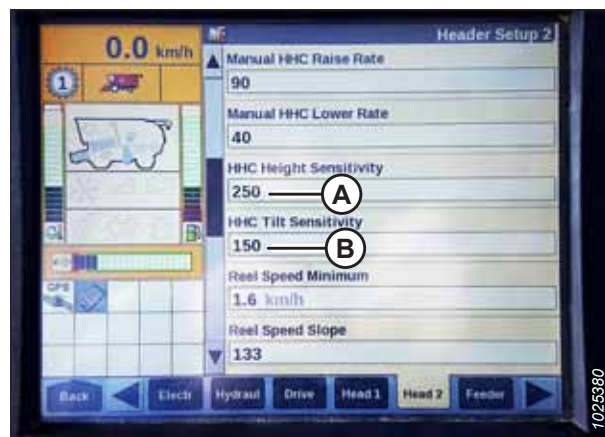 0.0 km/h
Header Setup 2
1
Manual HHC Raise Rate
90
Manual HHC Lower Rate
40
HHC Height Sensitivity
250
A
HHC Tilt Sensitivity
150
B
Reel Speed Minimum
1.6 km/h
GPS
Reel Speed Slope
133
Back
Electr
Hydraul
Drive
Head 1
Head 2
Feeder
1025380